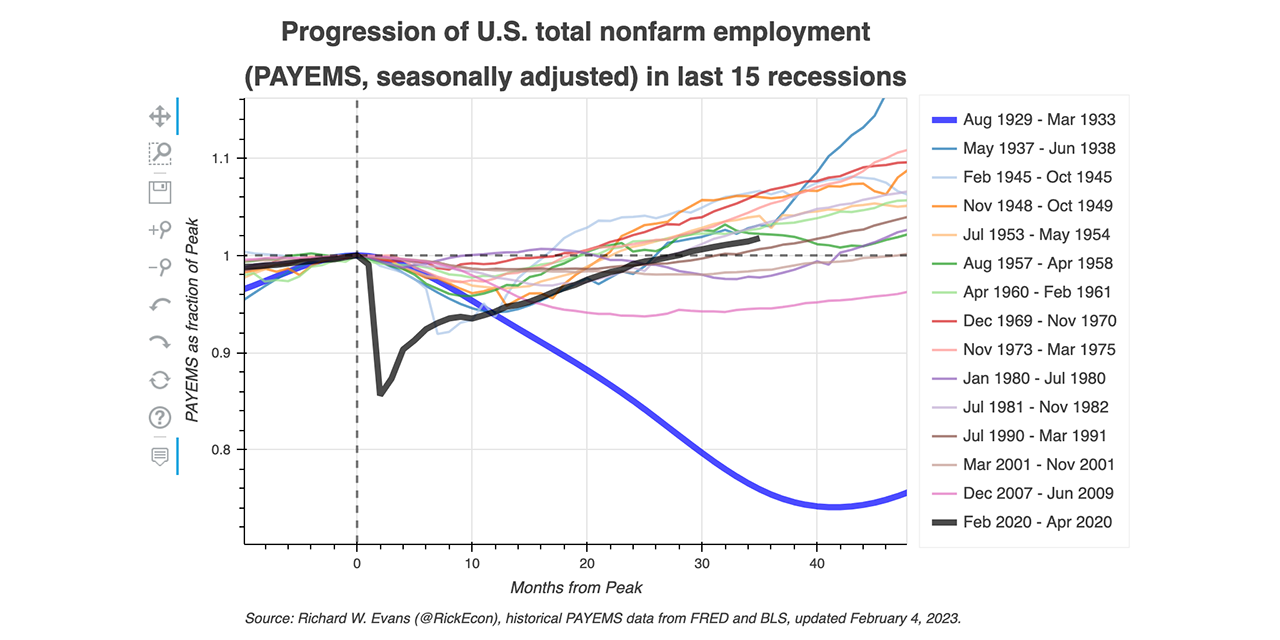 Progression of U.S. total nonfarm employment
(PAYEMS, seasonally adjusted) in last 15 recessions
1.1
1
0.9
0.8
PAYEMS as fraction of Peak
0
10
20
30
40
Months from Peak
Aug 1929 - Mar 1933
May 1937 - Jun 1938
Feb 1945 - Oct 1945
Nov 1948 - Oct 1949
Jul 1953 - May 1954
Aug 1957 - Apr 1958
Apr 1960 - Feb 1961
Dec 1969 - Nov 1970
Nov 1973 - Mar 1975
Jan 1980 - Jul 1980
Jul 1981 - Nov 1982
Jul 1990 - Mar 1991
Mar 2001 - Nov 2001
Dec 2007 - Jun 2009
Feb 2020 - Apr 2020
Source: Richard W. Evans (@RickEcon), historical PAYEMS data from FRED and BLS, updated February 4, 2023.